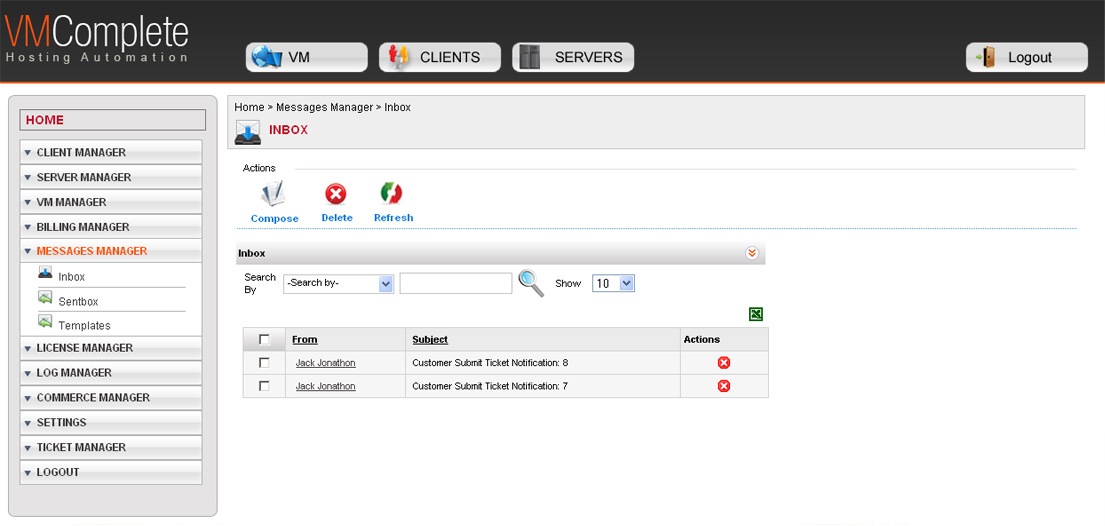 VMComplete
Hosting Automation
VM
CLIENTS
SERVERS
Logout
HOME
CLIENT MANAGER
SERVER MANAGER
VM MANAGER
BILLING MANAGER
MESSAGES MANAGER
Inbox
Sentbox
Templates
LICENSE MANAGER
LOG MANAGER
COMMERCE MANAGER
SETTINGS
TICKET MANAGER
LOGOUT
Home > Messages Manager > Inbox
INBOX
Actions
Compose Delete Refresh
Inbox
Search By -Search by- Show 10
From Subject Actions
Jack Jonathon Customer Submit Ticket Notification: 8
Jack Jonathon Customer Submit Ticket Notification: 7